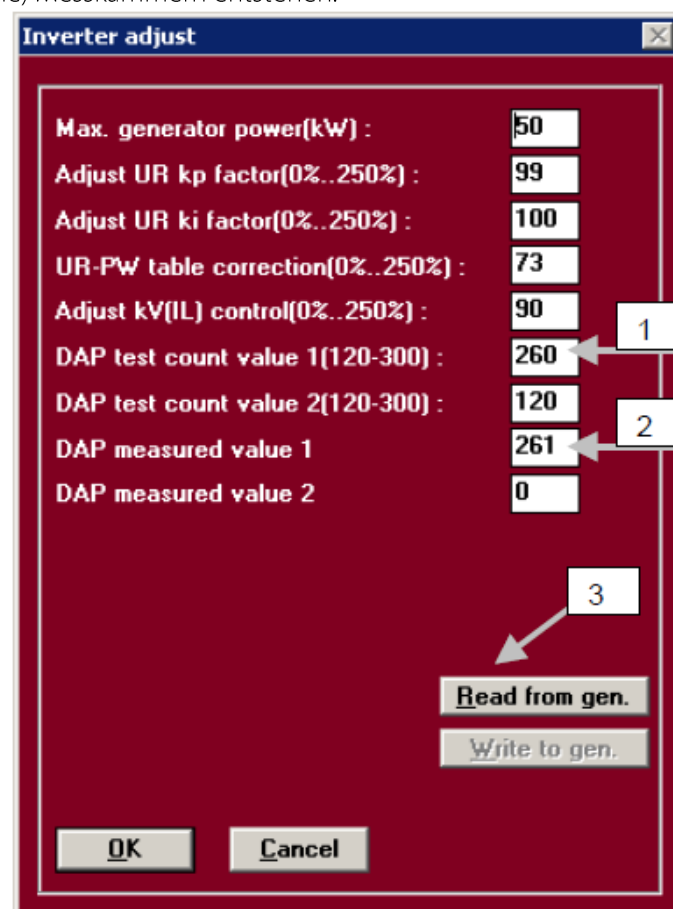 Messkammern entstehen.
Inverter adjust
Max. generator power(kW) : 50
Adjust UR kp factor(0%..250%) : 99
Adjust UR ki factor(0%..250%) : 100
UR-PW table correction(0%..250%) : 73
Adjust kV(IL) control(0%..250%) : 90
1
DAP test count value 1(120-300) : 260
DAP test count value 2(120-300) : 120
2
DAP measured value 1 261
DAP measured value 2 0
3
Read from gen.
Write to gen.
OK Cancel